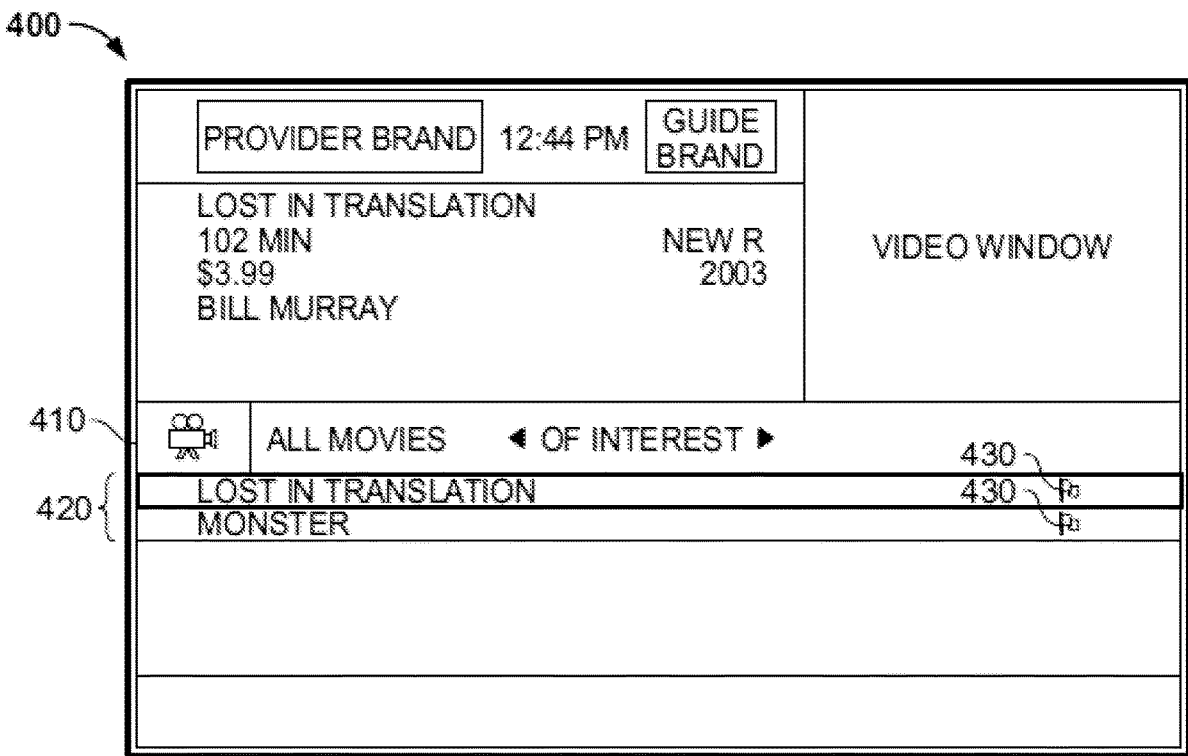 400
PROVIDER BRAND 12:44 PM GUIDE BRAND
LOST IN TRANSLATION
102 MIN NEW R
$3.99 2003
BILL MURRAY
VIDEO WINDOW
410
ALL MOVIES ◀ OF INTEREST ▶
430
420
LOST IN TRANSLATION 430
MONSTER